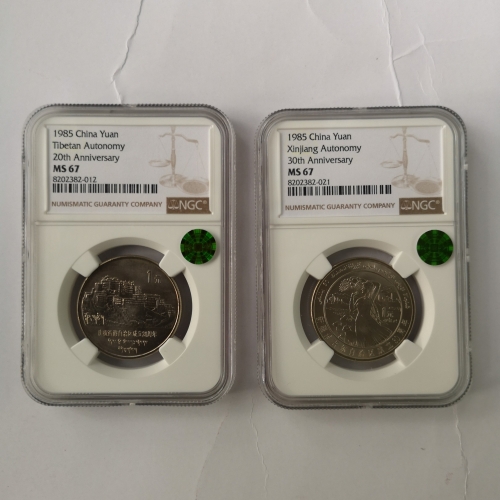 1985 China Yuan
Tibetan Autonomy
20th Anniversary
MS 67
8202382-012
NUMISMATIC GUARANTY COMPANY
NGC
1985 China Yuan
Xinjiang Autonomy
30th Anniversary
MS 67
8202382-021
NUMISMATIC GUARANTY COMPANY
NGC